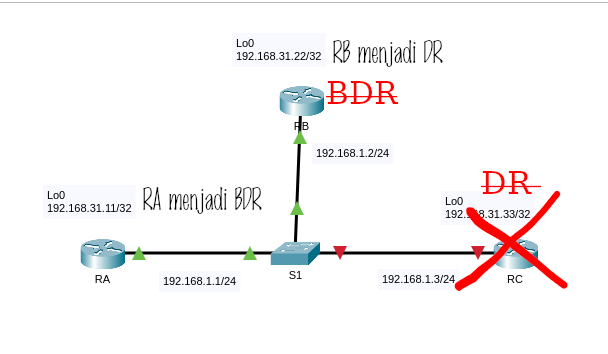 Lo0
192.168.31.22/32
RB menjadi DR
BDR
RB
192.168.1.2/24
DR
Lo0
192.168.31.11/32
RA menjadi BDR
Lo0
192.168.31.33/32
RA
192.168.1.1/24
S1
192.168.1.3/24
RC